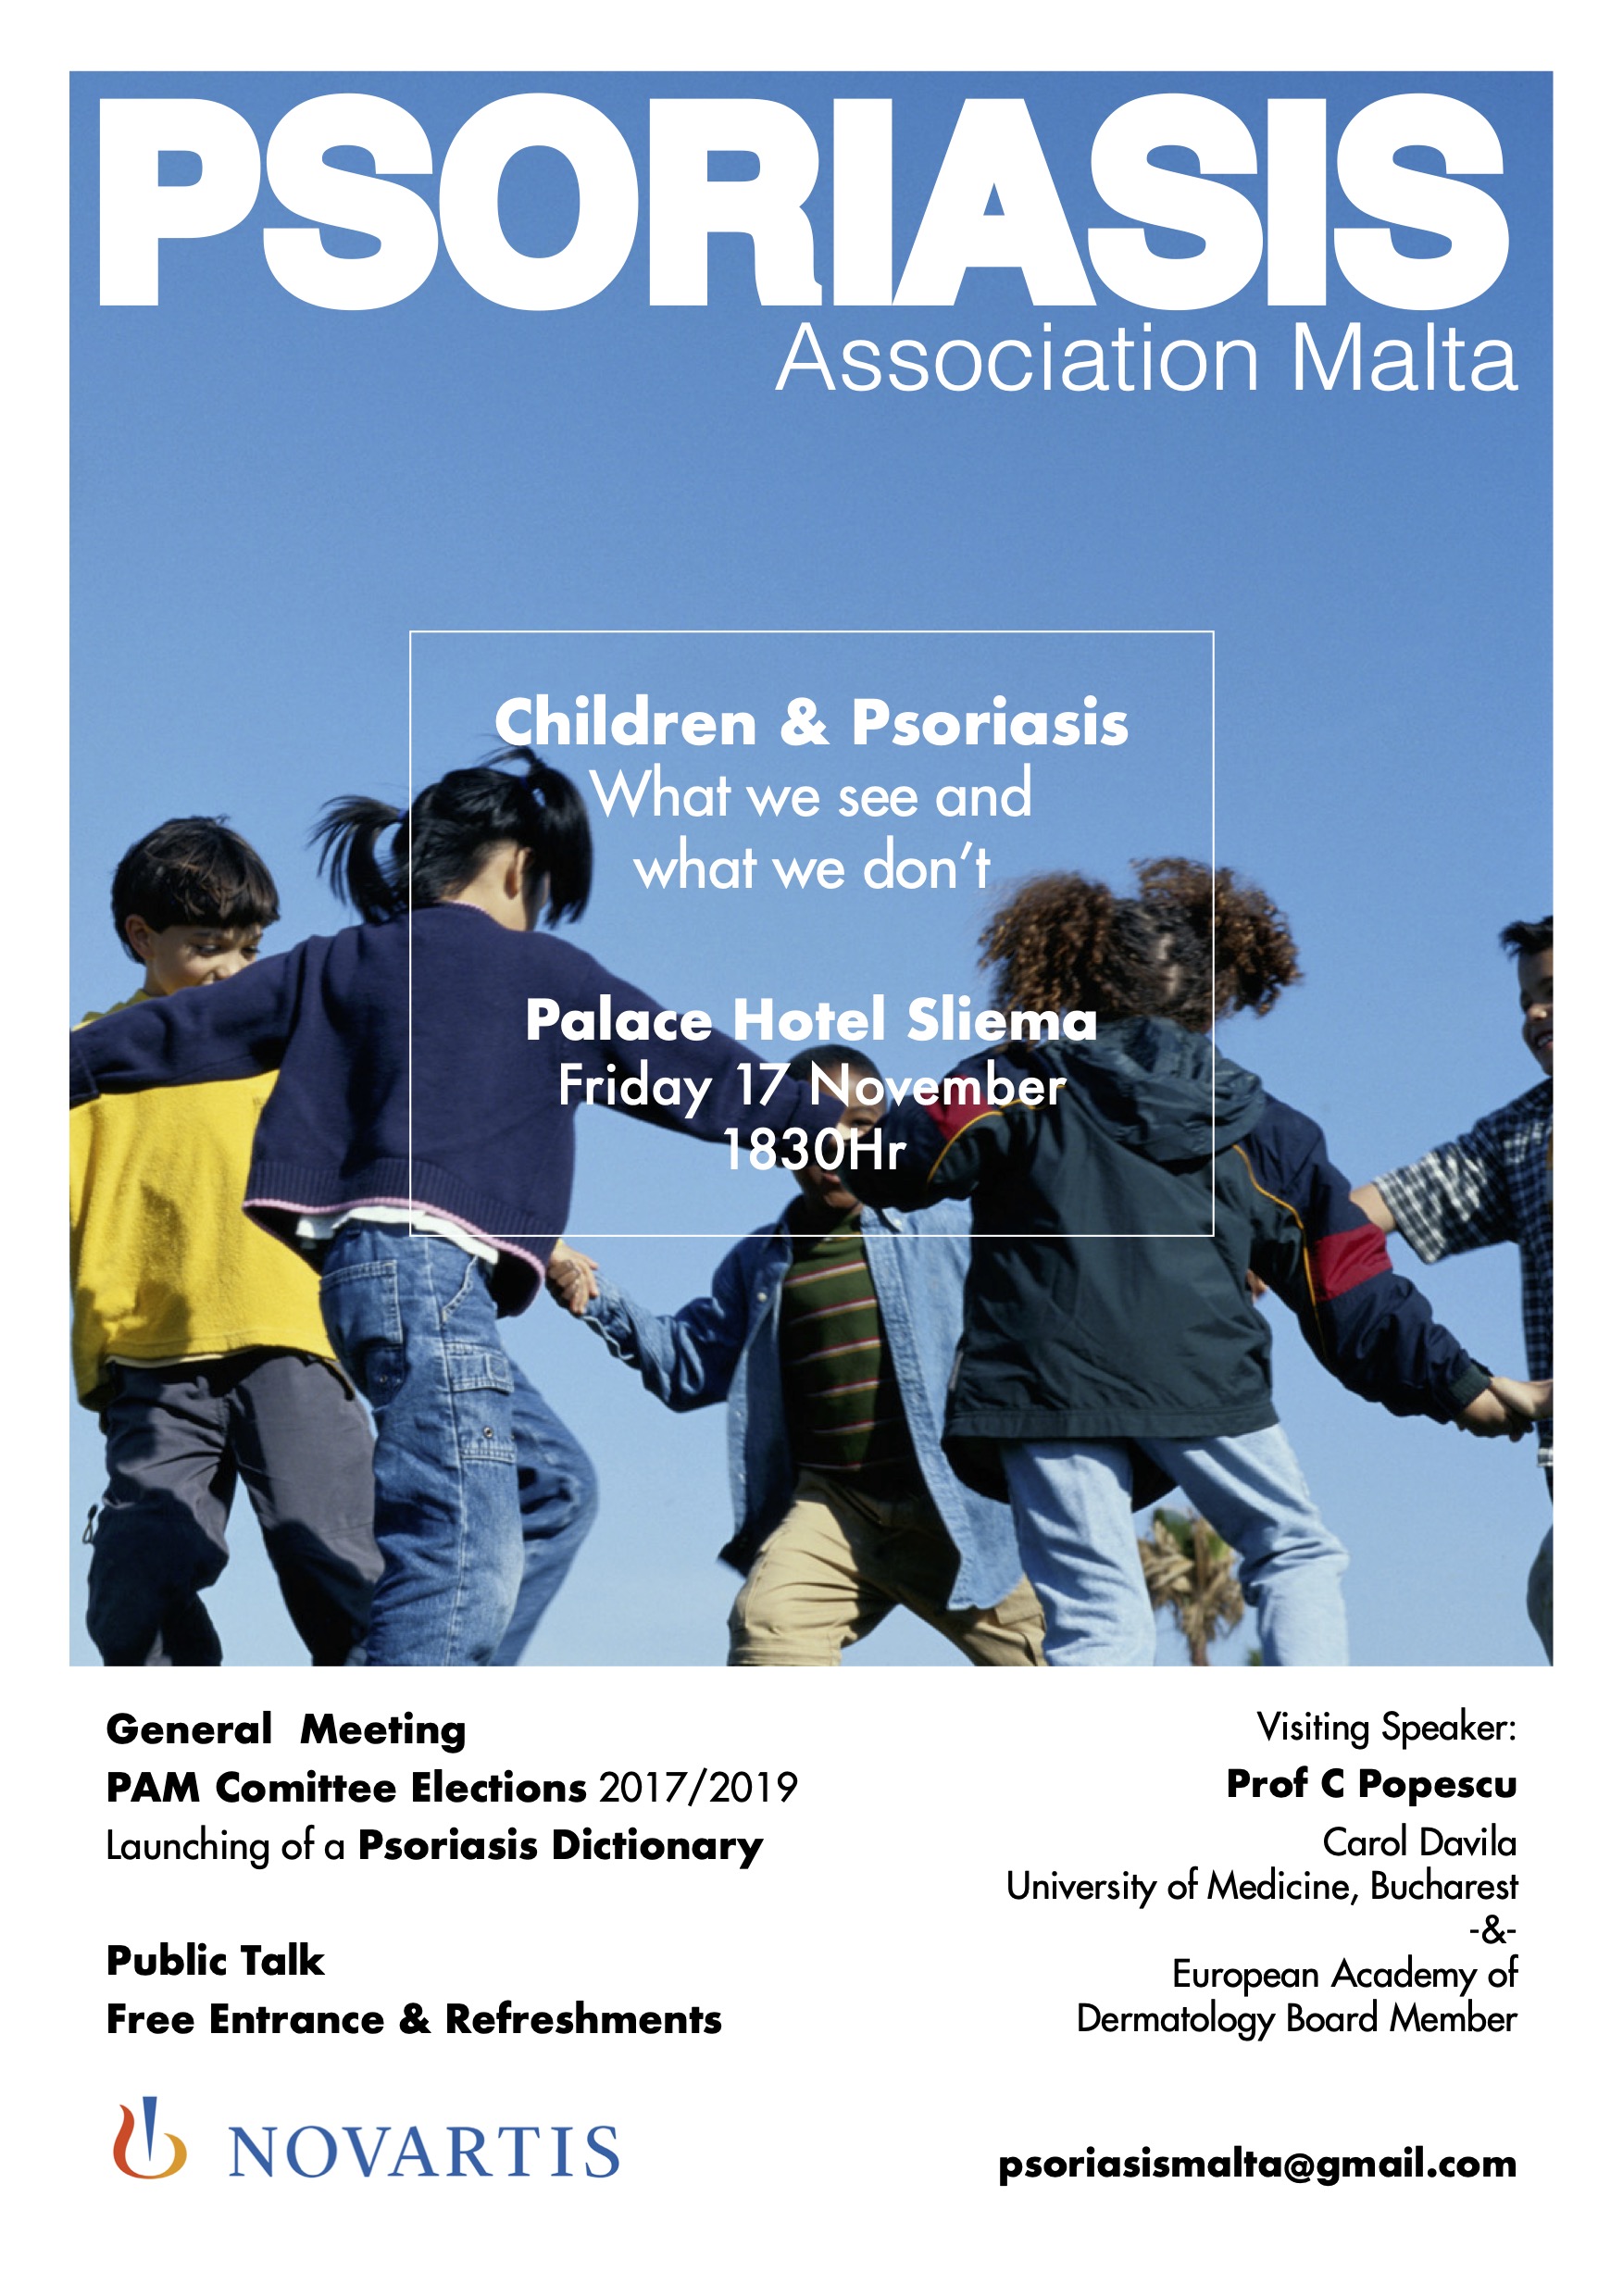 PSORIASIS
Association Malta
Children & Psoriasis
What we see and
what we don’t
Palace Hotel Sliema
Friday 17 November
1830Hr
General Meeting
PAM Comittee Elections 2017/2019
Launching of a Psoriasis Dictionary
Public Talk
Free Entrance & Refreshments
NOVARTIS
Visiting Speaker:
Prof C Popescu
Carol Davila
University of Medicine, Bucharest
-&-
European Academy of
Dermatology Board Member
psoriasismalta@gmail.com